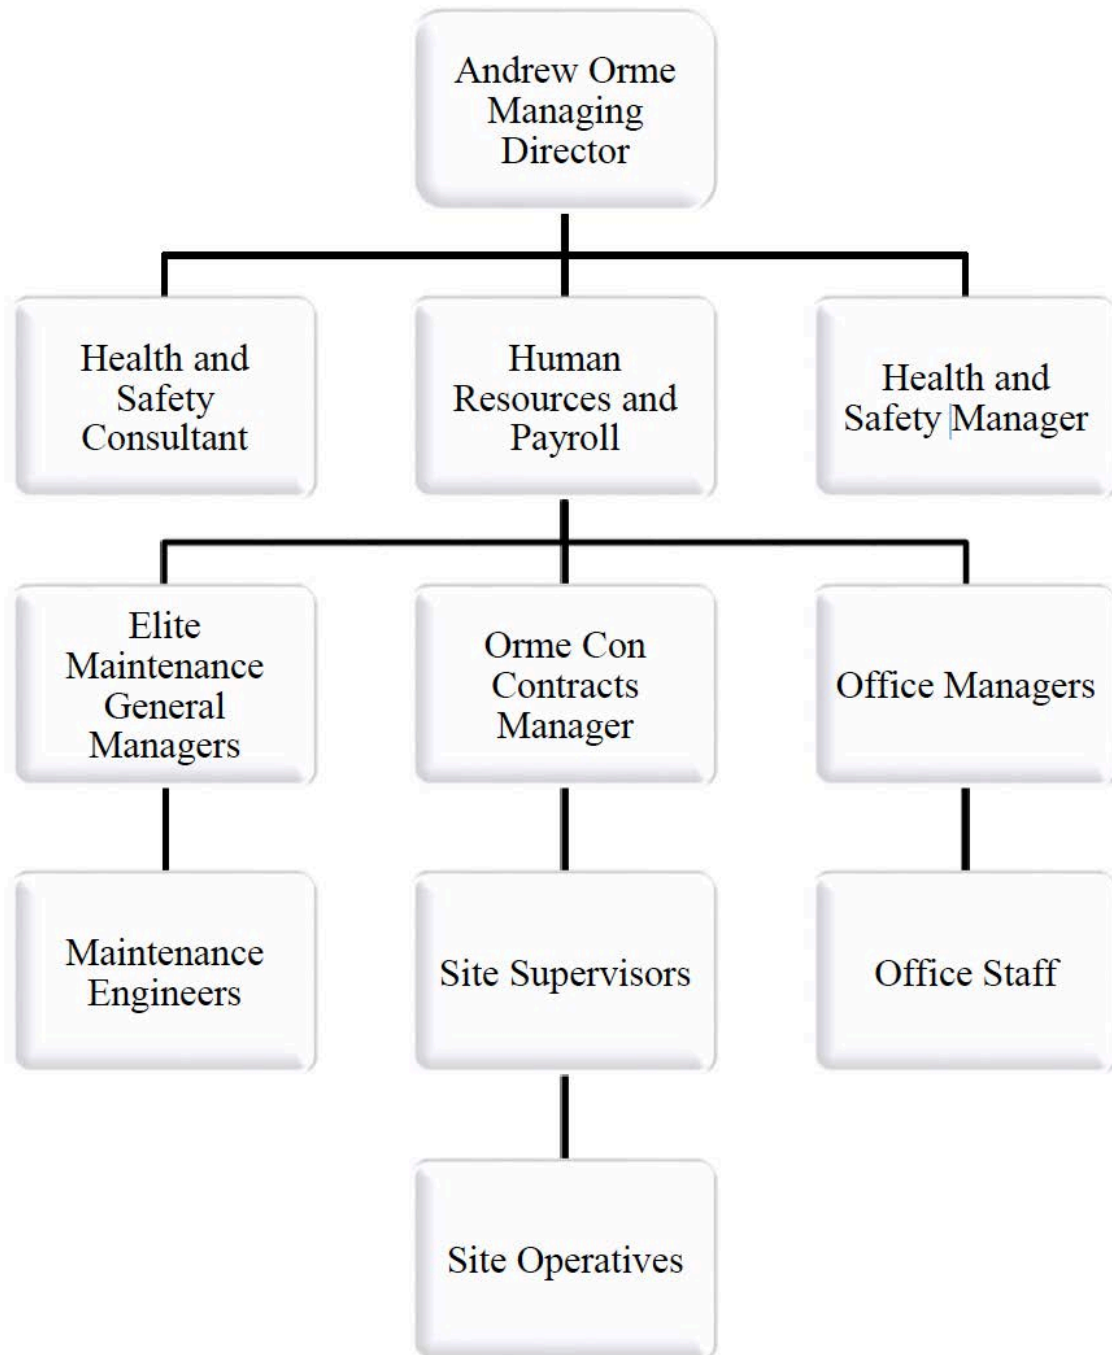 Andrew Orme
Managing
Director
Health and
Safety
Consultant
Human
Resources and
Payroll
Health and
Safety Manager
Elite
Maintenance
General
Managers
Orme Con
Contracts
Manager
Office Managers
Maintenance
Engineers
Site Supervisors
Office Staff
Site Operatives